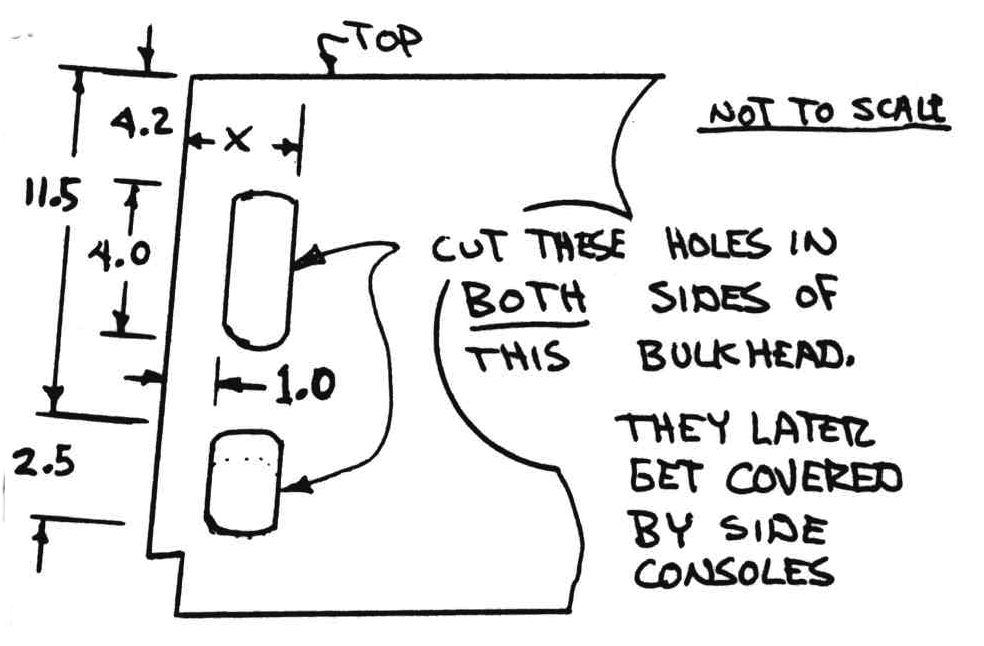 TOP
NOT TO SCALE
4.2
X
11.5
4.0
CUT THESE HOLES IN
BOTH SIDES OF
THIS BULKHEAD.
1.0
THEY LATER
GET COVERED
BY SIDE
CONSOLES
2.5